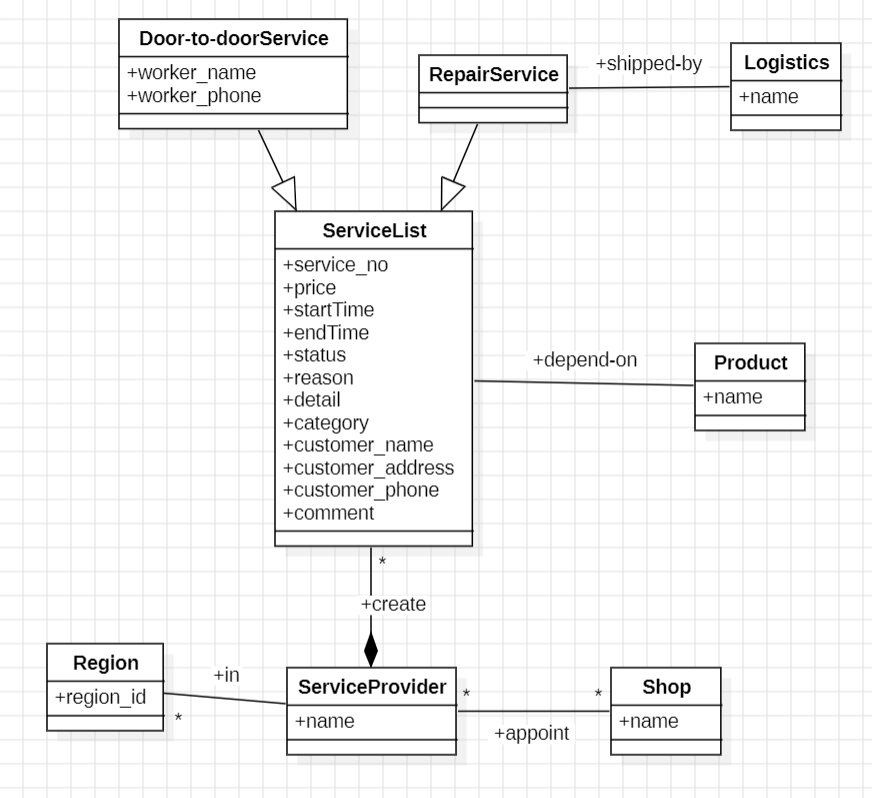 Door-to-doorService
+worker_name
+worker_phone
RepairService
+shipped-by
Logistics
+name
ServiceList
+service_no
+price
+startTime
+endTime
+status
+reason
+detail
+category
+customer_name
+customer_address
+customer_phone
+comment
+depend-on
Product
+name
*
+create
Region
+region_id
*
+in
ServiceProvider
+name
*
*
+appoint
Shop
+name